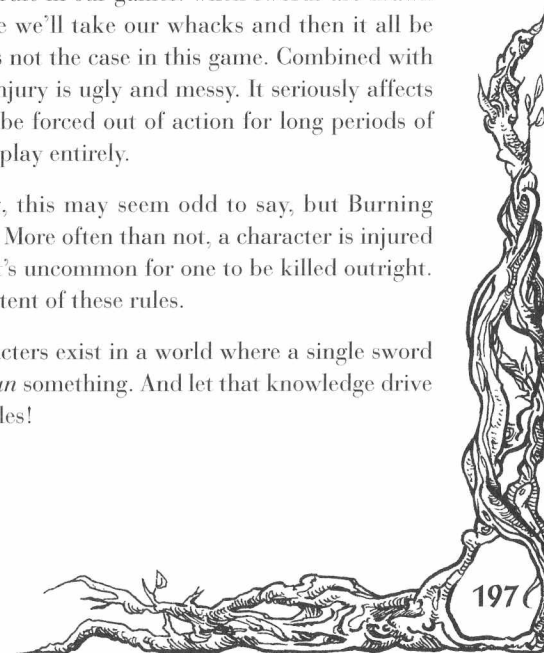 e we'll take our whacks and then it all be
not the case in this game. Combined with
njury is ugly and messy. It seriously affects
be forced out of action for long periods of
play entirely.
, this may seem odd to say, but Burning
More often than not, a character is injured
t's uncommon for one to be killed outright.
tent of these rules.
acters exist in a world where a single sword
an something. And let that knowledge drive
les!
197